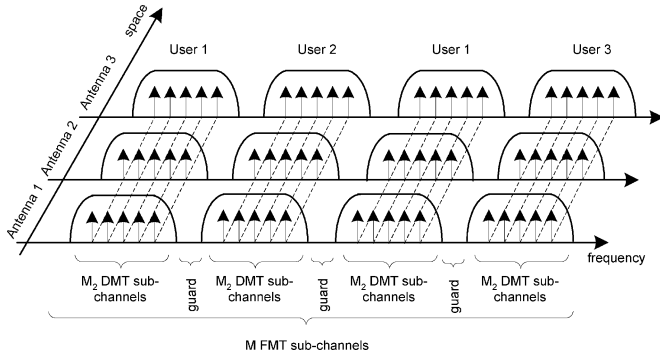 space
User 1
User 2
User 1
User 3
Antenna 3
Antenna 2
Antenna 1
frequency
M2 DMT sub-
channels
guard
M2 DMT sub-
channels
guard
M2 DMT sub-
channels
guard
M2 DMT sub-
channels
M FMT sub-channels